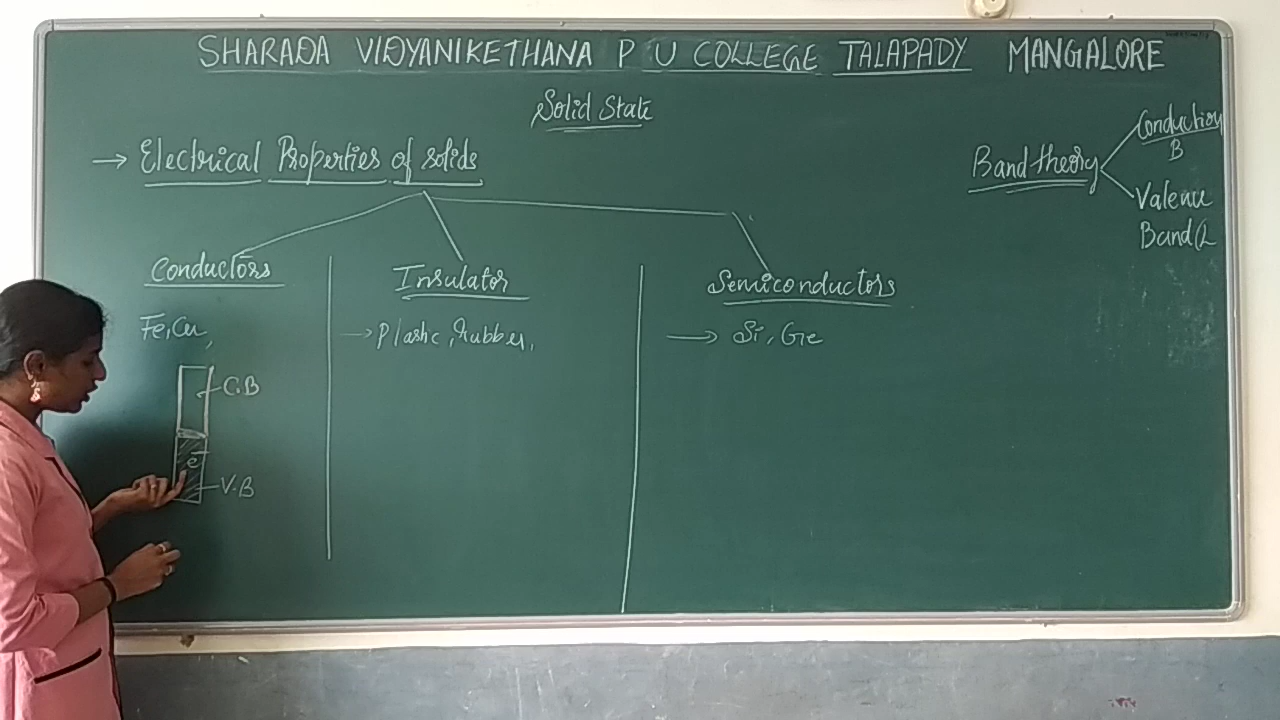 SHARADA VIDYANIKETHANA P U COLLEGE TALAPADY MANGALORE
Solid State
→ Electrical Properties of solids
Band theory
Conduction
B
Valence
Band(
Conductors
Insulator
Semiconductors
Fe, Cu,
→ Plastic, rubber,
→ Si, Ge
C.B
e⁻
V.B